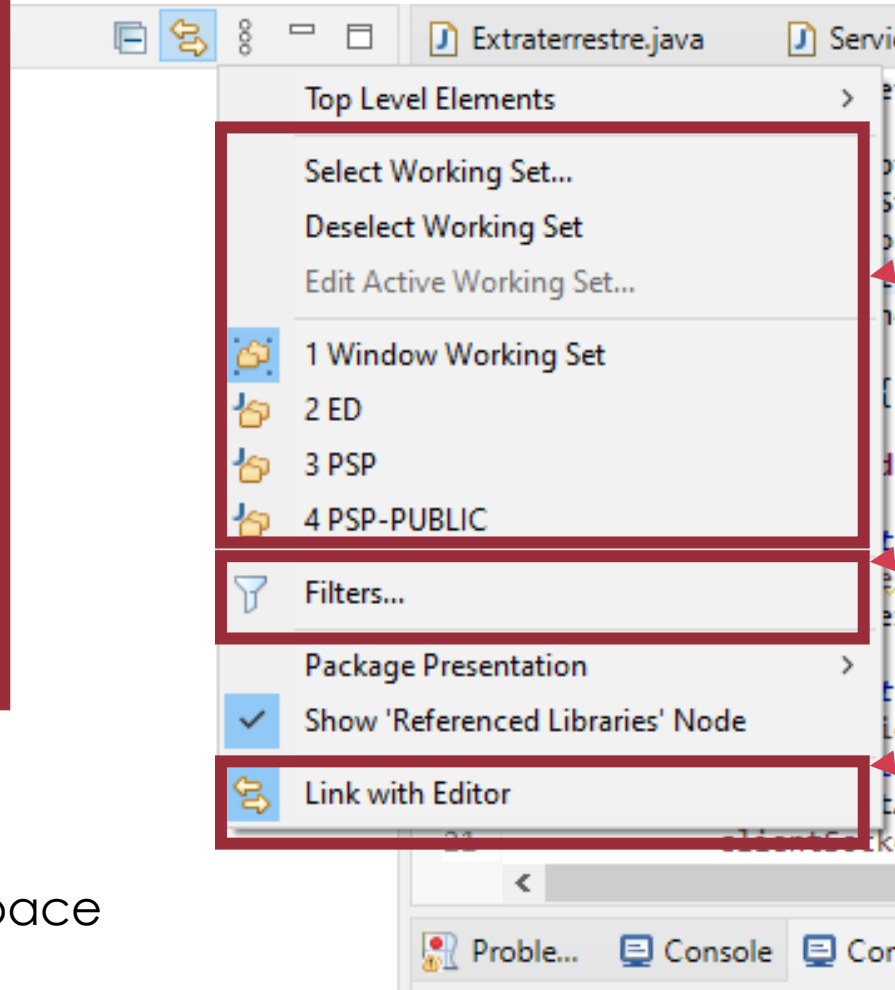 Extraterrestre.java
Top Level Elements
Select Working Set...
Deselect Working Set
Edit Active Working Set...
1 Window Working Set
2 ED
3 PSP
4 PSP-PUBLIC
Filters...
Package Presentation
Show 'Referenced Libraries' Node
Link with Editor
Proble... Console